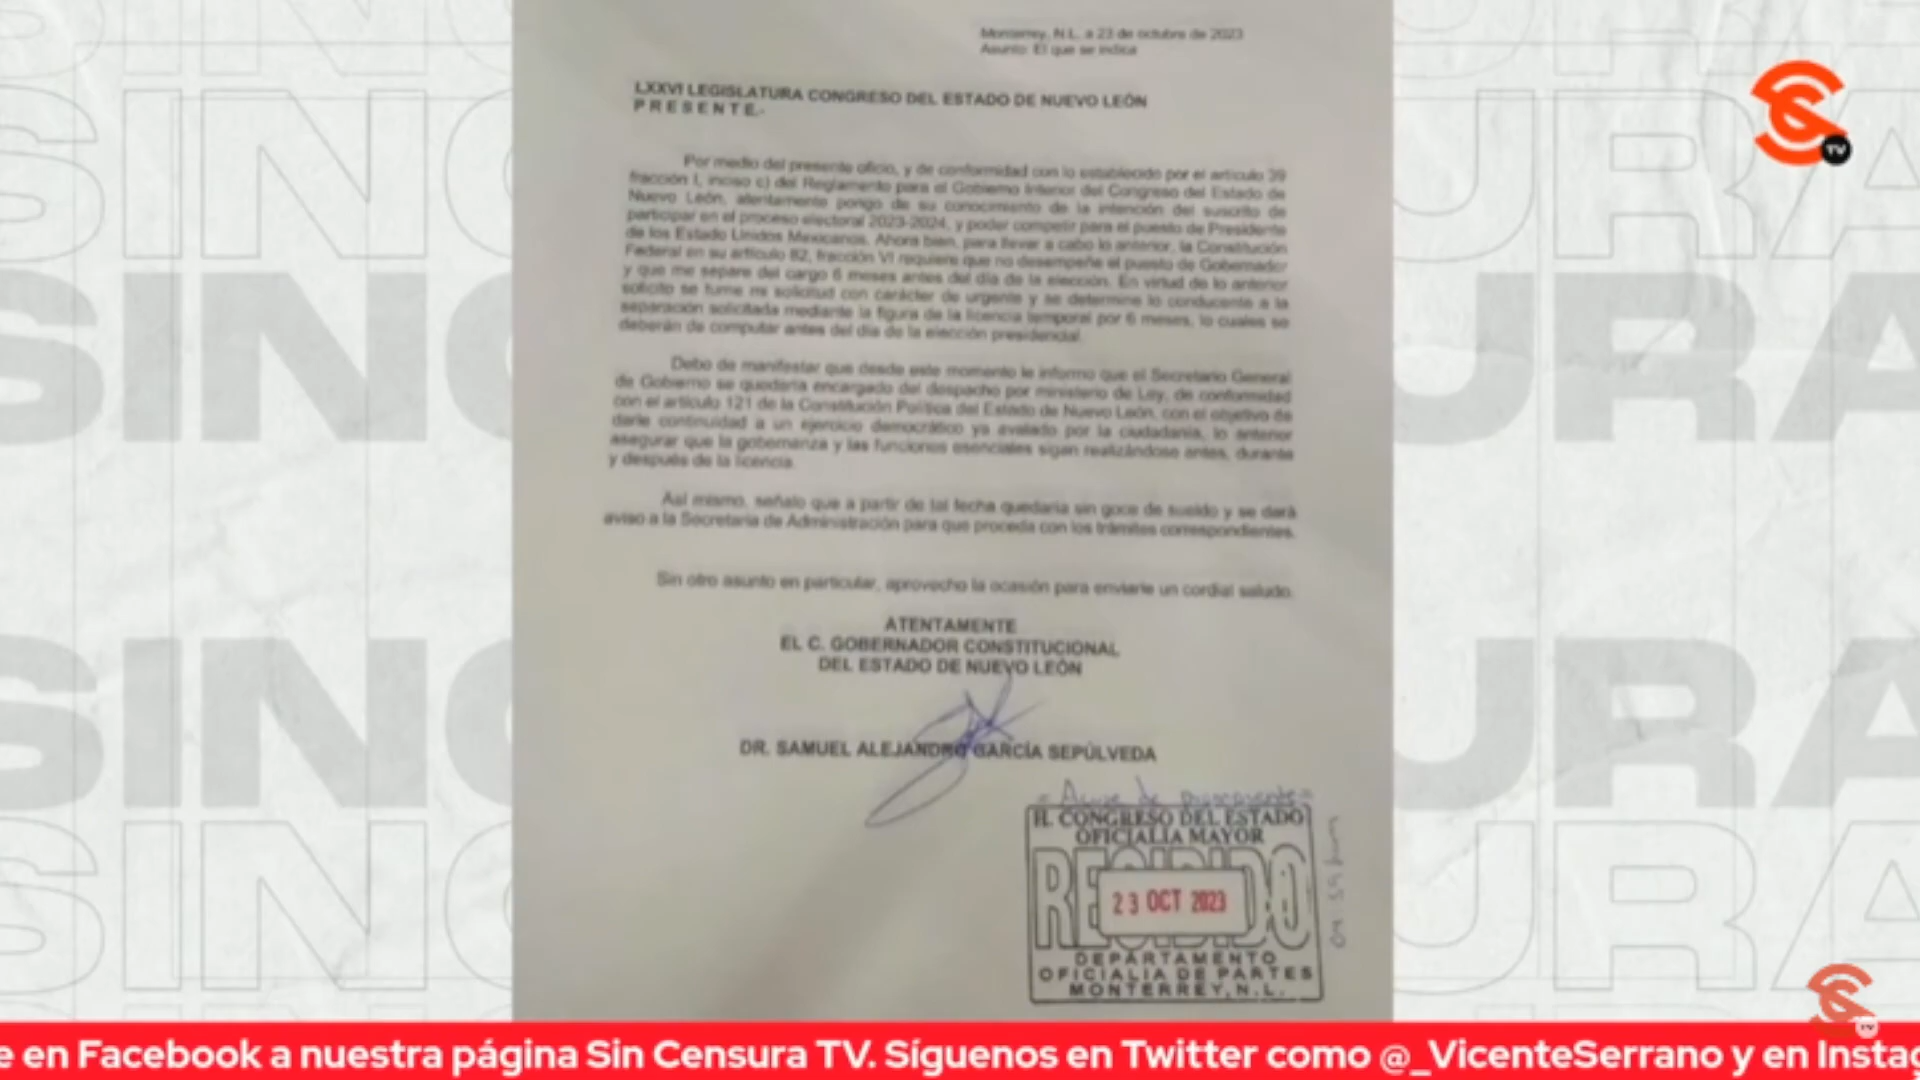 Monterrey, N.L. a 23 de octubre de 2023
Asunto: El que se indica
LXXVI LEGISLATURA CONGRESO DEL ESTADO DE NUEVO LEÓN
P R E S E N T E.-
Por medio del presente oficio, y de conformidad con lo establecido por el artículo 39
fracción I, inciso c) del Reglamento para el Gobierno Interior del Congreso del Estado de
Nuevo León, atentamente pongo de su conocimiento de la intención del suscrito de
participar en el proceso electoral 2023-2024, y poder competir para el puesto de Presidente
de los Estado Unidos Mexicanos. Ahora bien, para llevar a cabo lo anterior, la Constitución
Federal en su artículo 82, fracción VI requiere que no desempeñe el puesto de Gobernador
y que me separe del cargo 6 meses antes del día de la elección. En virtud de lo anterior
solicito se turne mi solicitud con carácter de urgente y se determine lo conducente a la
separación solicitada mediante la figura de la licencia temporal por 6 meses, lo cuales se
deberán de computar antes del día de la elección presidencial.
Debo de manifestar que desde este momento le informo que el Secretario General
de Gobierno se quedaría encargado del despacho por ministerio de Ley, de conformidad
con el artículo 121 de la Constitución Política del Estado de Nuevo León, con el objetivo de
darle continuidad a un ejercicio democrático ya avalado por la ciudadanía, lo anterior
asegurar que la gobernanza y las funciones esenciales sigan realizándose antes, durante
y después de la licencia.
Así mismo, señalo que a partir de tal fecha quedaría sin goce de sueldo y se dará
aviso a la Secretaría de Administración para que proceda con los trámites correspondientes.
Sin otro asunto en particular, aprovecho la ocasión para enviarle un cordial saludo.
ATENTAMENTE
EL C. GOBERNADOR CONSTITUCIONAL
DEL ESTADO DE NUEVO LEÓN
DR. SAMUEL ALEJANDRO GARCÍA SEPÚLVEDA
H. CONGRESO DEL ESTADO
OFICIALIA MAYOR
RECIBIDO
23 OCT 2023
DEPARTAMENTO
OFICIALIA DE PARTES
MONTERREY, N.L.
TV
TV
e en Facebook a nuestra página Sin Censura TV. Síguenos en Twitter como @_VicenteSerrano y en Instag